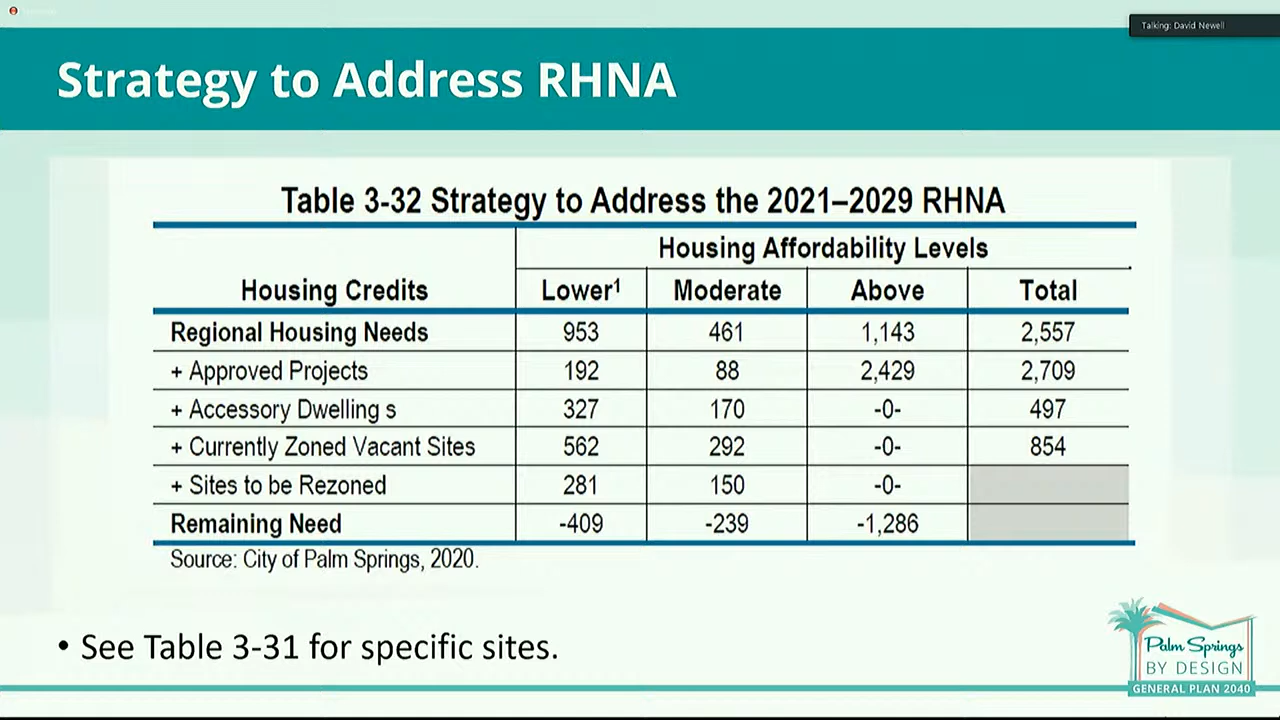 Talking: David Newell
Strategy to Address RHNA
Table 3-32 Strategy to Address the 2021–2029 RHNA
Housing Affordability Levels
Housing Credits Lower¹ Moderate Above Total
Regional Housing Needs 953 461 1,143 2,557
+ Approved Projects 192 88 2,429 2,709
+ Accessory Dwelling s 327 170 -0- 497
+ Currently Zoned Vacant Sites 562 292 -0- 854
+ Sites to be Rezoned 281 150 -0-
Remaining Need -409 -239 -1,286
Source: City of Palm Springs, 2020.
• See Table 3-31 for specific sites.
Palm Springs
BY DESIGN
GENERAL PLAN 2040